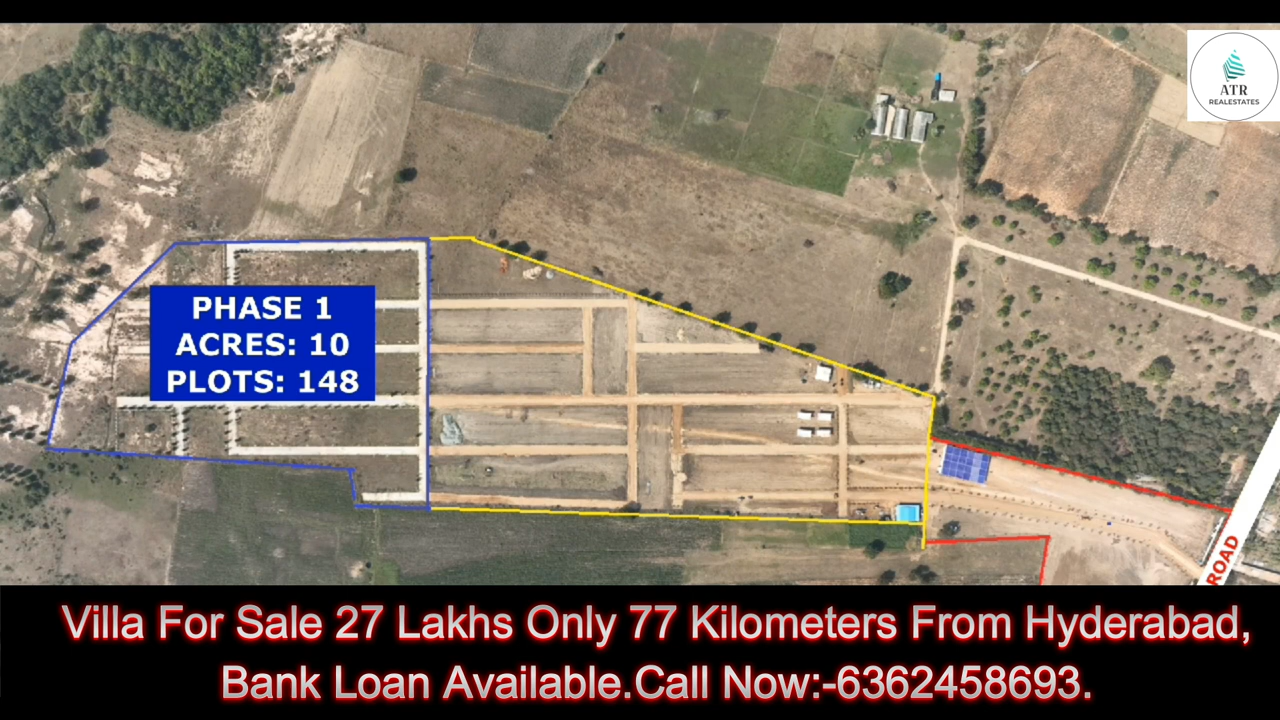 ATR
REALESTATES
PHASE 1
ACRES: 10
PLOTS: 148
ROAD
Villa For Sale 27 Lakhs Only 77 Kilometers From Hyderabad,
Bank Loan Available.Call Now:-6362458693.